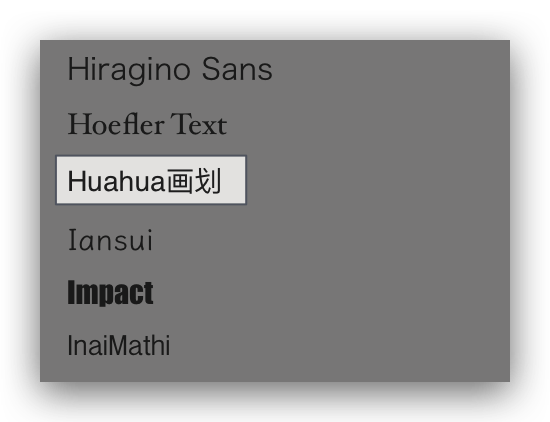 Hiragino Sans
Hoefler Text
Huahua画划
Iansui
Impact
InaiMathi